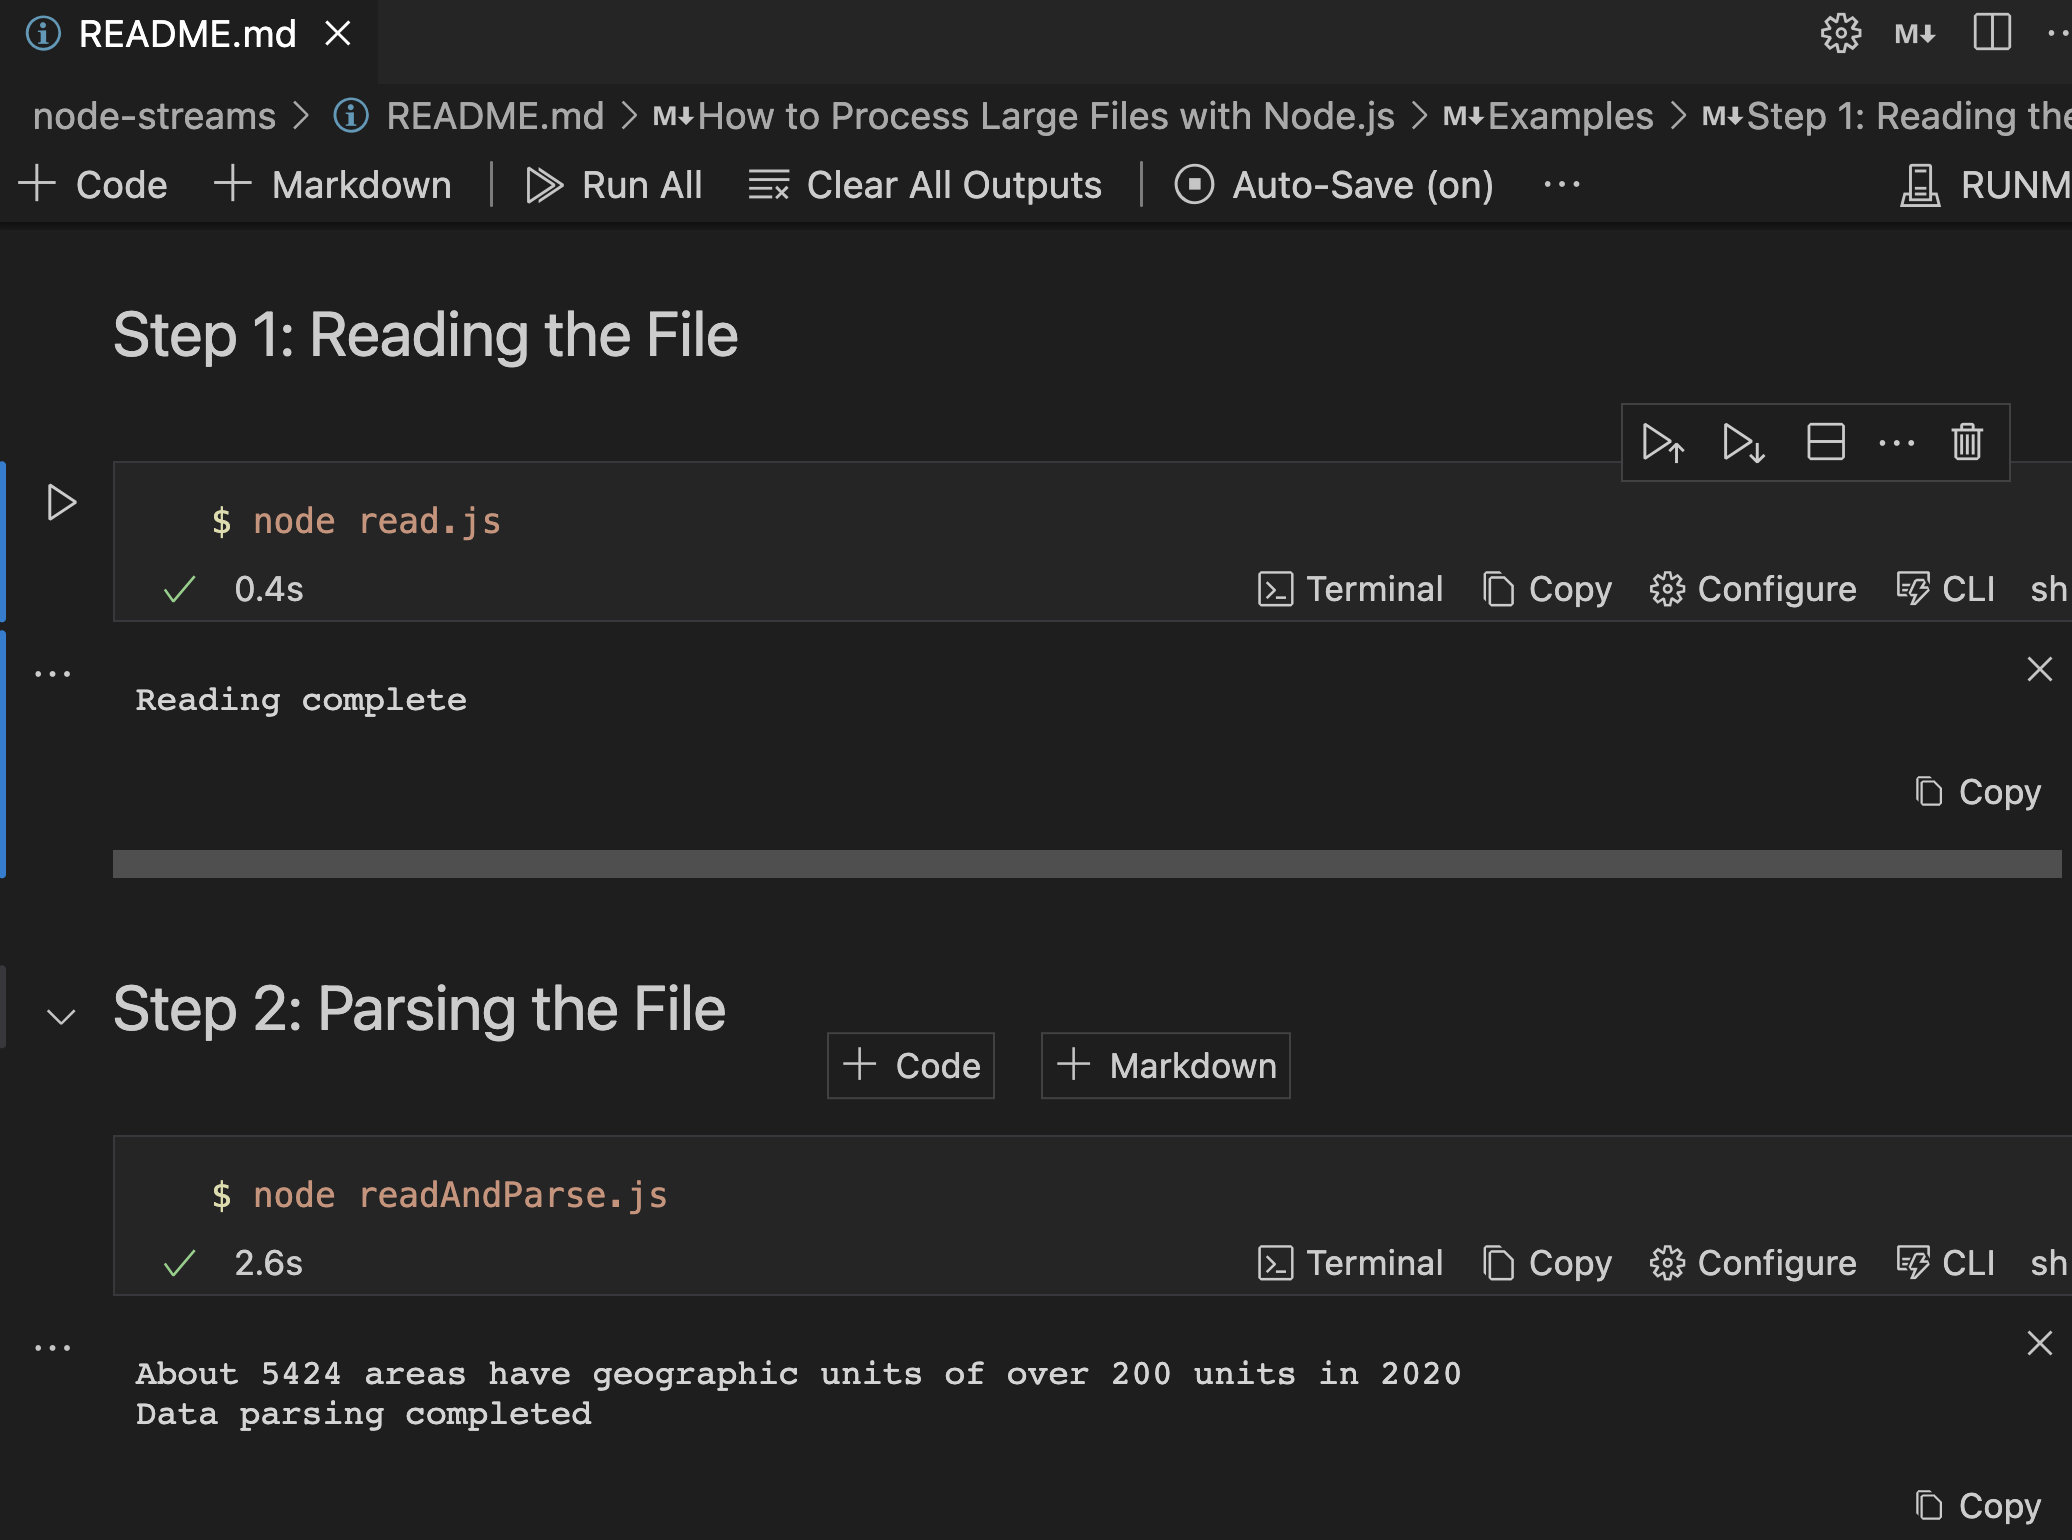 README.md
M↓
node-streams > README.md > M↓How to Process Large Files with Node.js > M↓Examples > M↓Step 1: Reading the
+ Code + Markdown Run All Clear All Outputs Auto-Save (on) ··· RUNM
Step 1: Reading the File
$ node read.js
0.4s Terminal Copy Configure CLI sh
Reading complete
Copy
Step 2: Parsing the File
+ Code + Markdown
$ node readAndParse.js
2.6s Terminal Copy Configure CLI sh
About 5424 areas have geographic units of over 200 units in 2020
Data parsing completed
Copy